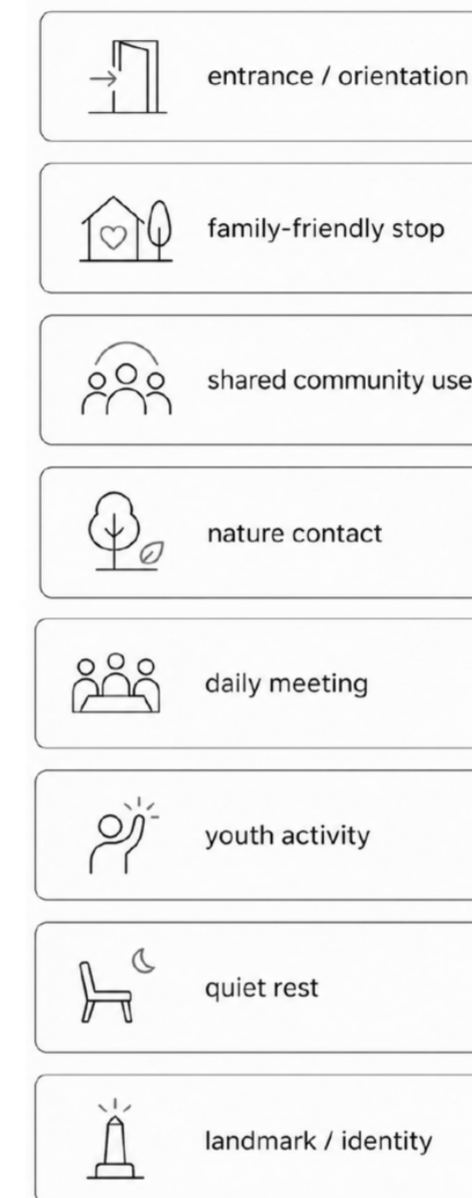 entrance / orientation
family-friendly stop
shared community use
nature contact
daily meeting
youth activity
quiet rest
landmark / identity